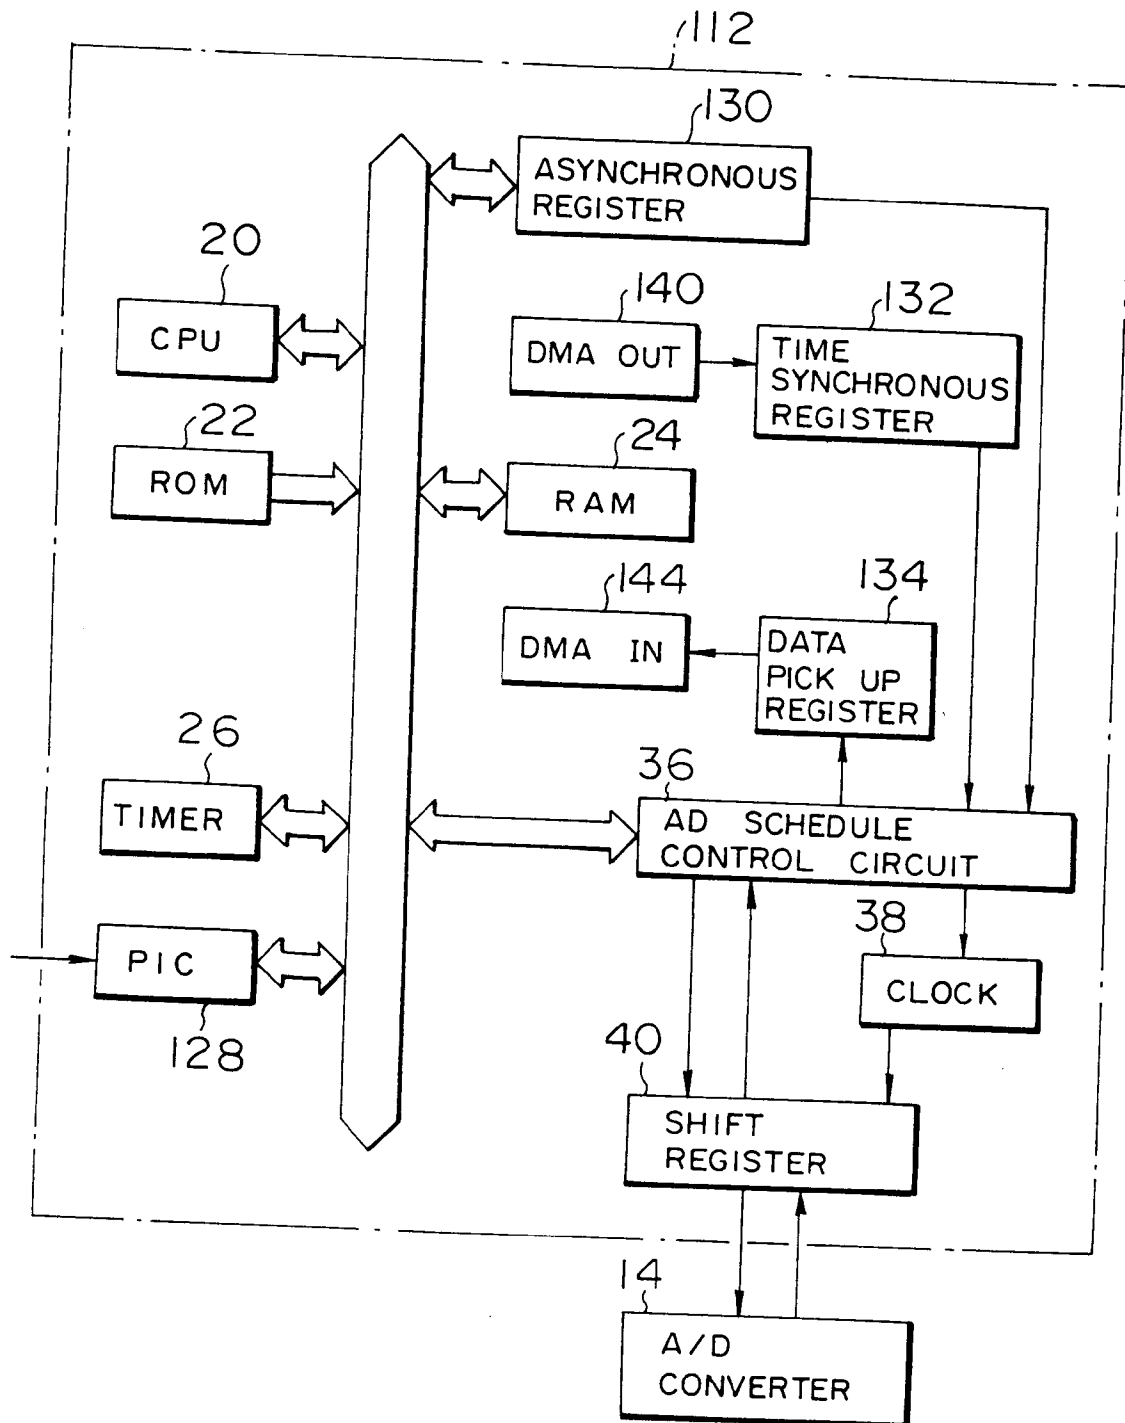 112
130
ASYNCHRONOUS
REGISTER
20
CPU
140
DMA OUT
132
TIME
SYNCHRONOUS
REGISTER
22
ROM
24
RAM
144
DMA IN
134
DATA
PICK UP
REGISTER
26
TIMER
36
AD SCHEDULE
CONTROL CIRCUIT
PIC
128
38
CLOCK
40
SHIFT
REGISTER
14
A/D
CONVERTER